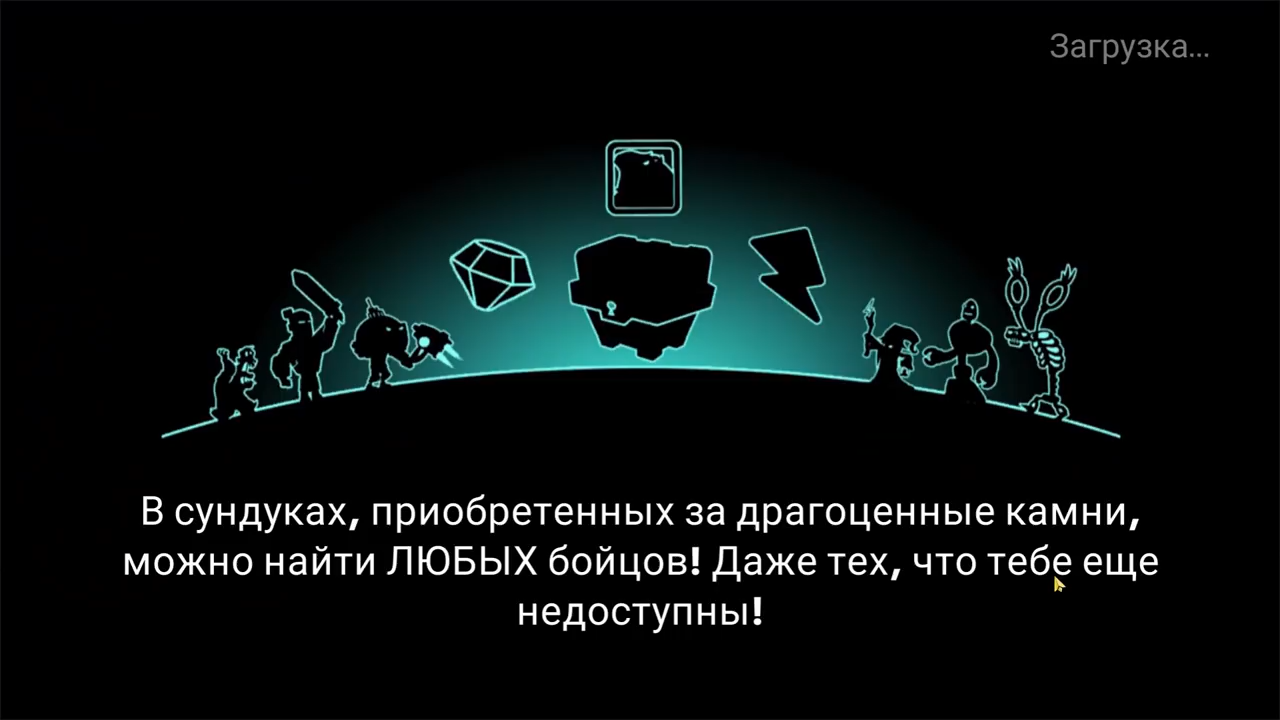 Загрузка...
В сундуках, приобретенных за драгоценные камни,
можно найти ЛЮБЫХ бойцов! Даже тех, что тебе еще
недоступны!